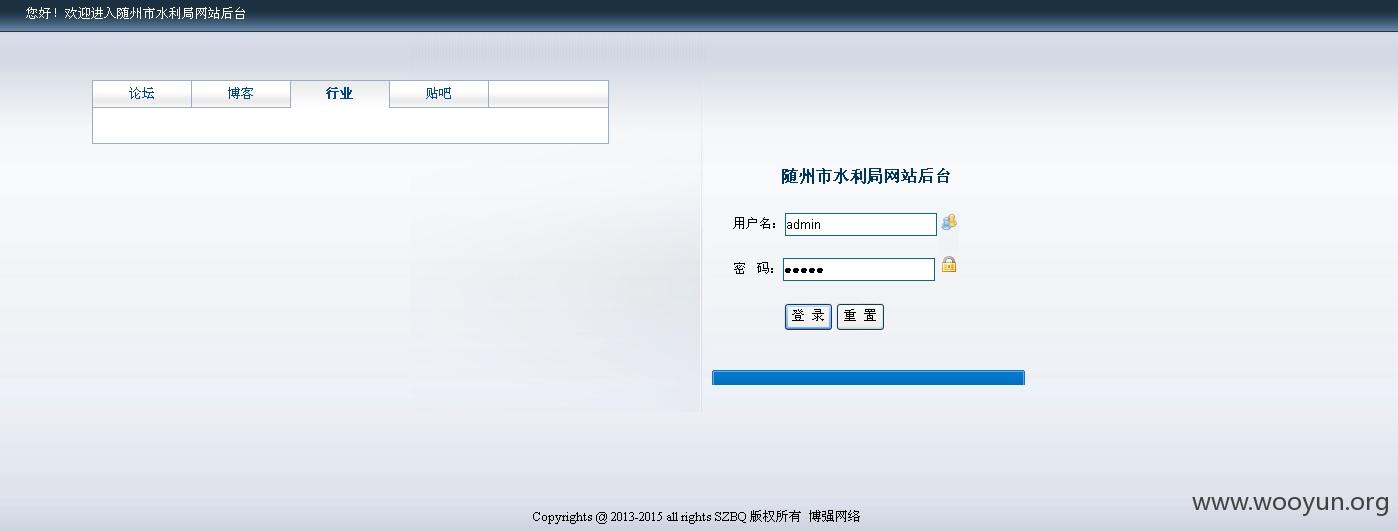 您好！欢迎进入随州市水利局网站后台
论坛 博客 行业 贴吧
随州市水利局网站后台
用户名： admin
密 码： ●●●●●
登 录 重 置
www.wooyun.org
Copyrights @ 2013-2015 all rights SZBQ 版权所有 博强网络